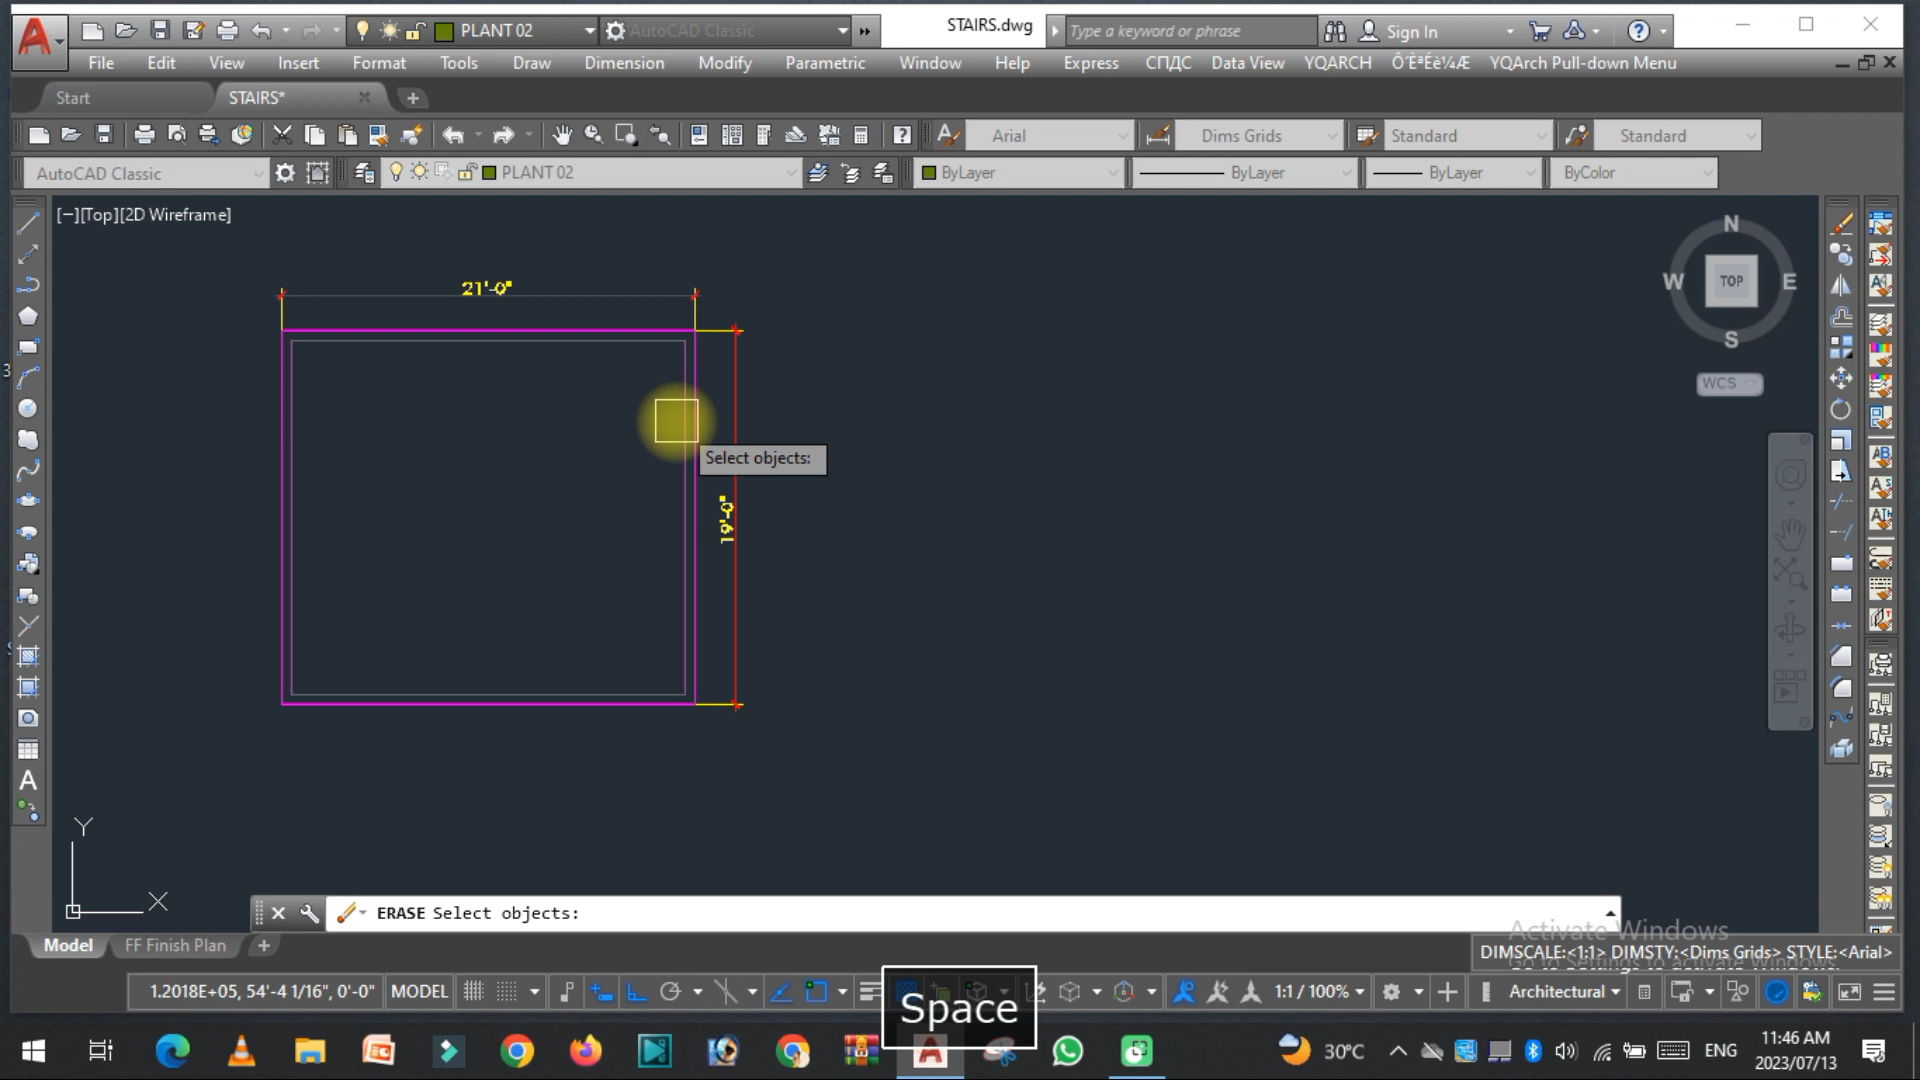 PLANT 02
AutoCAD Classic
STAIRS.dwg
Type a keyword or phrase
Sign In
File Edit View Insert Format Tools Draw Dimension Modify Parametric Window Help Express СПДС Data View YQARCH Ô´ÈªÉè¼Æ YQArch Pull-down Menu
Start
STAIRS*
Arial
Dims Grids
Standard
Standard
AutoCAD Classic
PLANT 02
ByLayer
ByLayer
ByLayer
ByColor
[−][Top][2D Wireframe]
N
W
TOP
E
S
WCS
21'-0"
19'-0"
Select objects:
Y
X
ERASE Select objects:
Activate Windows
Model
FF Finish Plan
DIMSCALE:<1:1> DIMSTY:<Dims Grids> STYLE:<Arial>
1.2018E+05, 54'-4 1/16", 0'-0"
MODEL
Space
1:1 / 100%
Architectural
30°C
ENG
11:46 AM
2023/07/13